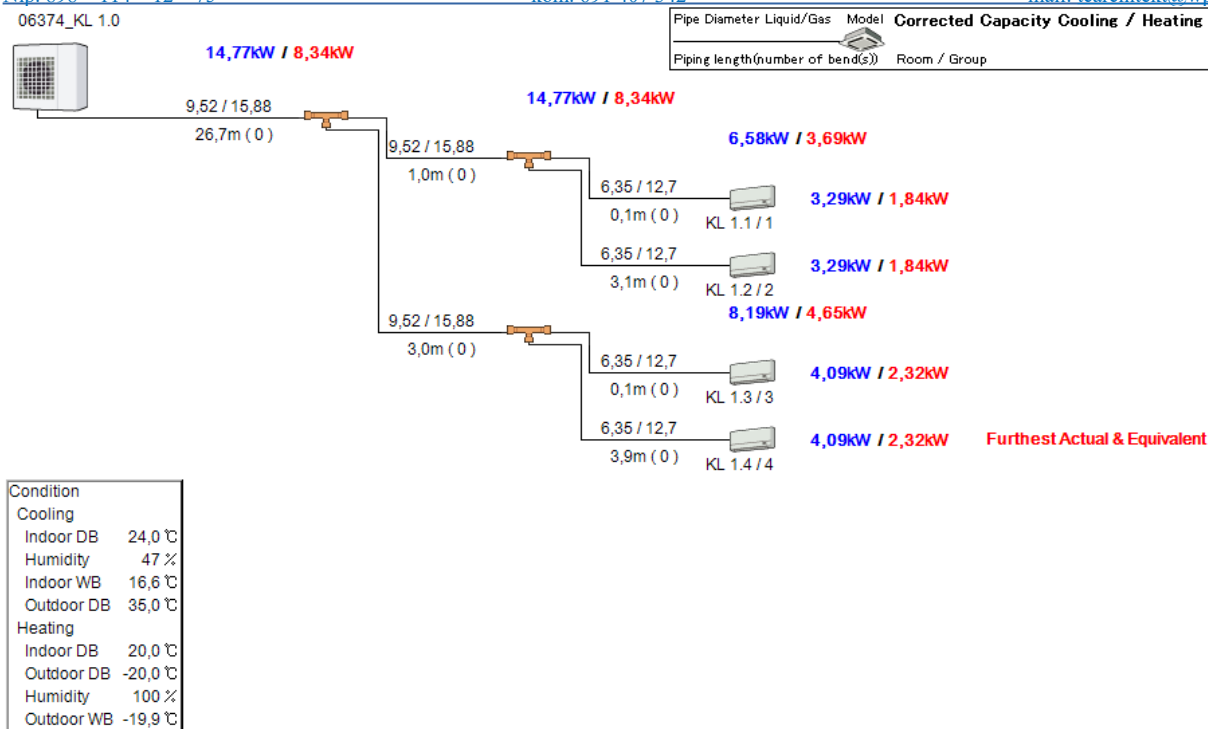 06374_KL 1.0
Pipe Diameter Liquid/Gas Model Corrected Capacity Cooling / Heating
Piping length(number of bend(s)) Room / Group
14,77kW / 8,34kW
9,52 / 15,88
26,7m ( 0 )
14,77kW / 8,34kW
9,52 / 15,88
1,0m ( 0 )
6,58kW / 3,69kW
6,35 / 12,7
0,1m ( 0 )
KL 1.1 / 1
3,29kW / 1,84kW
6,35 / 12,7
3,1m ( 0 )
KL 1.2 / 2
3,29kW / 1,84kW
8,19kW / 4,65kW
9,52 / 15,88
3,0m ( 0 )
6,35 / 12,7
0,1m ( 0 )
KL 1.3 / 3
4,09kW / 2,32kW
6,35 / 12,7
3,9m ( 0 )
KL 1.4 / 4
4,09kW / 2,32kW
Furthest Actual & Equivalent
Condition
Cooling
Indoor DB 24,0 ℃
Humidity 47 %
Indoor WB 16,6 ℃
Outdoor DB 35,0 ℃
Heating
Indoor DB 20,0 ℃
Outdoor DB -20,0 ℃
Humidity 100 %
Outdoor WB -19,9 ℃